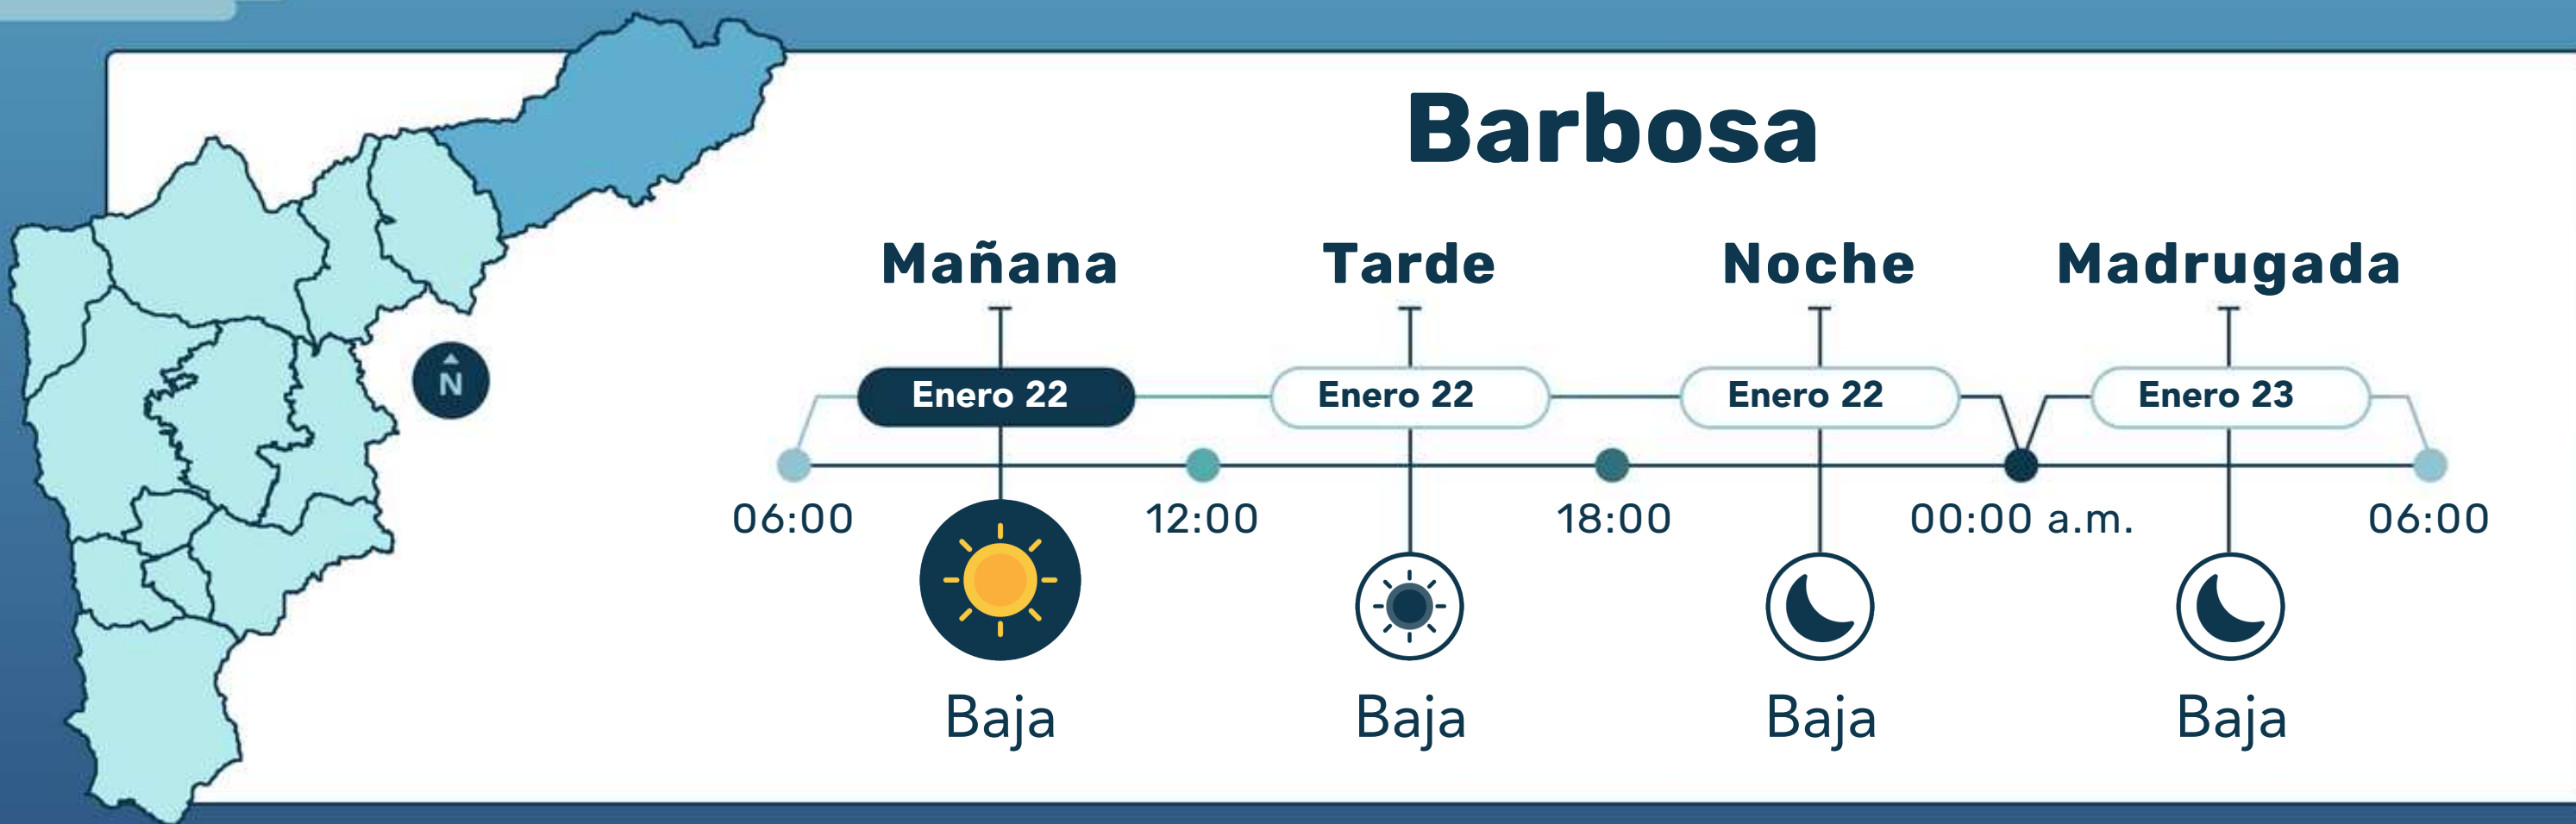 Barbosa
Mañana Tarde Noche Madrugada
N
Enero 22 Enero 22 Enero 22 Enero 23
06:00 12:00 18:00 00:00 a.m. 06:00
Baja Baja Baja Baja